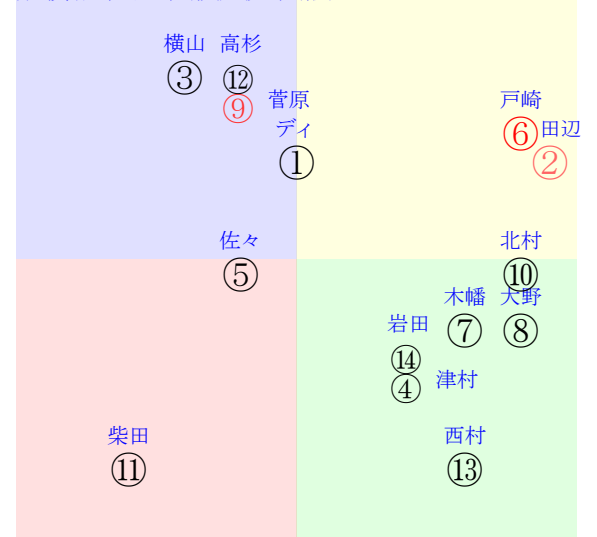 横山 高杉
③ ⑫
⑨ 菅原 戸崎
ディ ⑥ 田辺
① ②
佐々 北村
⑤ ⑩
木幡 大野
岩田 ⑦ ⑧
⑭
④ 津村
柴田 西村
⑪ ⑬